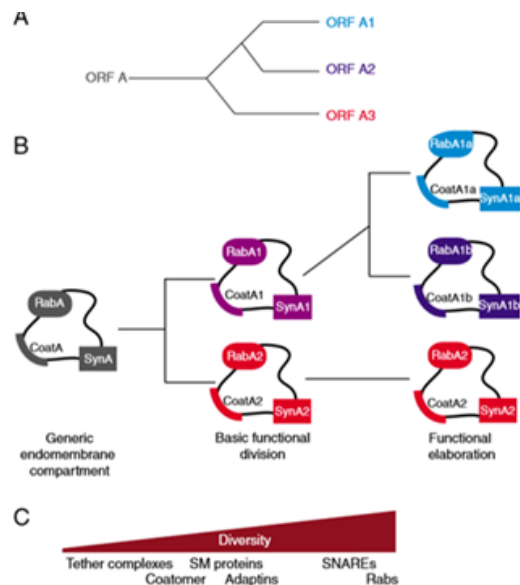 A
ORF A1
ORF A2
ORF A
ORF A3
B
RabA1a
CoatA1a
SynA1a
RabA1
RabA1b
CoatA1
CoatA1b
SynA1
SynA1b
RabA
CoatA
SynA
RabA2
RabA2
CoatA2
CoatA2
SynA2
SynA2
Generic
endomembrane
compartment
Basic functional
division
Functional
elaboration
C
Diversity
Tether complexes SM proteins SNAREs
Coatomer Adaptins Rabs